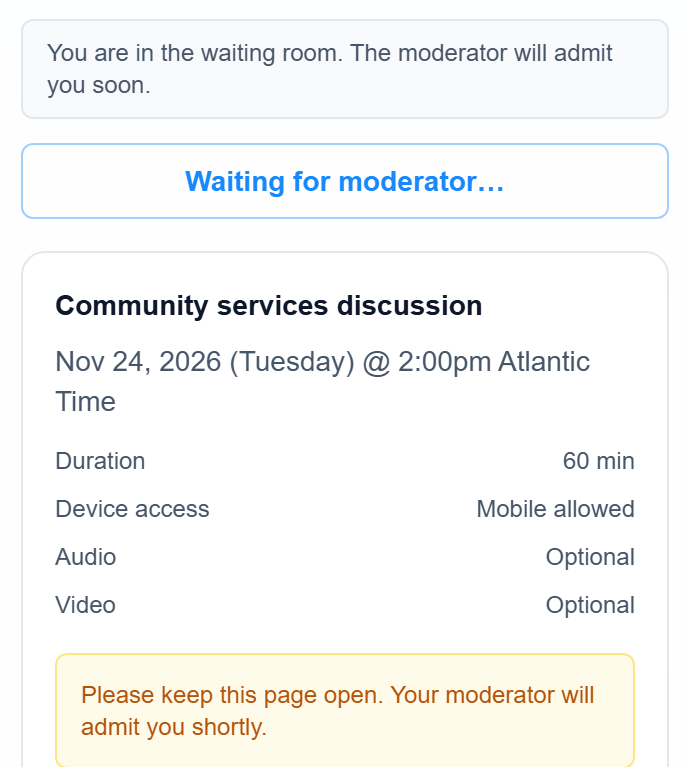 You are in the waiting room. The moderator will admit
you soon.
Waiting for moderator…
Community services discussion
Nov 24, 2026 (Tuesday) @ 2:00pm Atlantic
Time
Duration 60 min
Device access Mobile allowed
Audio Optional
Video Optional
Please keep this page open. Your moderator will
admit you shortly.